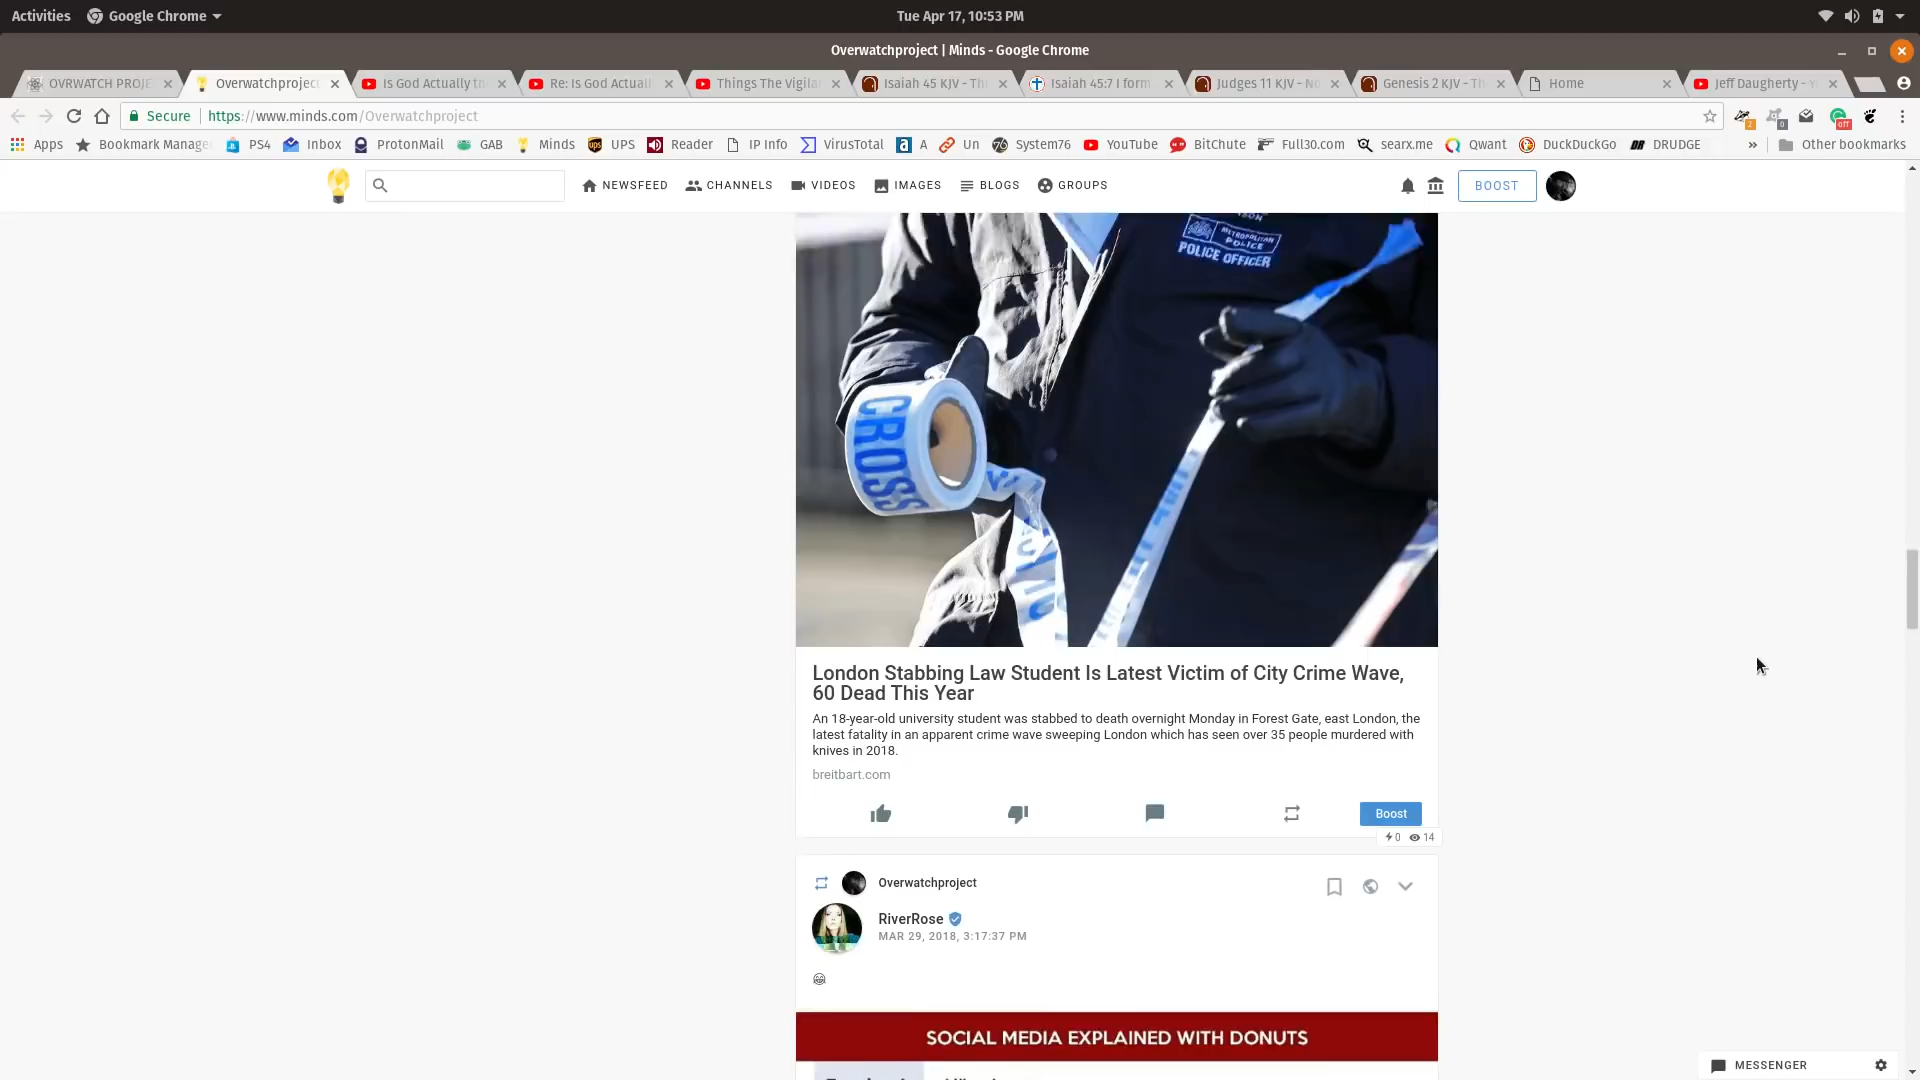 Activities
Google Chrome
Tue Apr 17, 10:53 PM
Overwatchproject | Minds - Google Chrome
OVRWATCH PROJE
Overwatchproject
Is God Actually
Re: Is God Actuall
Things The Vigilan
Isaiah 45 KJV - Th
Isaiah 45:7 I form
Judges 11 KJV - No
Genesis 2 KJV - Th
Home
Jeff Daugherty - Y
Secure
https://www.minds.com/Overwatchproject
2
0
off
Apps
Bookmark Manage
PS4
Inbox
ProtonMail
GAB
Minds
UPS
Reader
IP Info
VirusTotal
A
Un
System76
YouTube
BitChute
Full30.com
searx.me
Qwant
DuckDuckGo
DRUDGE
»
Other bookmarks
NEWSFEED
CHANNELS
VIDEOS
IMAGES
BLOGS
GROUPS
BOOST
METROPOLITAN
POLICE
POLICE OFFICER
CROSS
London Stabbing Law Student Is Latest Victim of City Crime Wave,
60 Dead This Year
An 18-year-old university student was stabbed to death overnight Monday in Forest Gate, east London, the
latest fatality in an apparent crime wave sweeping London which has seen over 35 people murdered with
knives in 2018.
breitbart.com
Boost
0
14
Overwatchproject
RiverRose
MAR 29, 2018, 3:17:37 PM
😁
SOCIAL MEDIA EXPLAINED WITH DONUTS
MESSENGER